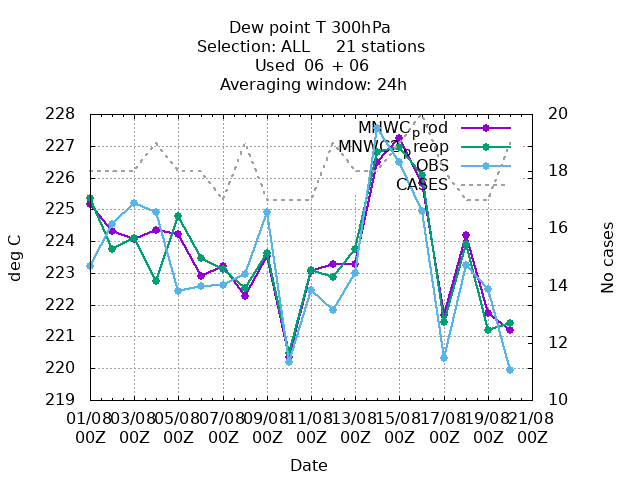 Dew point T 300hPa
Selection: ALL 21 stations
Used 06 + 06
Averaging window: 24h
228 20
MNWC_prod
227
MNWC2_preop
OBS
226 18
CASES
225
224 16
223
222 14
221
220 12
219 10
deg C
No cases
01/08 03/08 05/08 07/08 09/08 11/08 13/08 15/08 17/08 19/08 21/08
00Z 00Z 00Z 00Z 00Z 00Z 00Z 00Z 00Z 00Z 00Z
Date